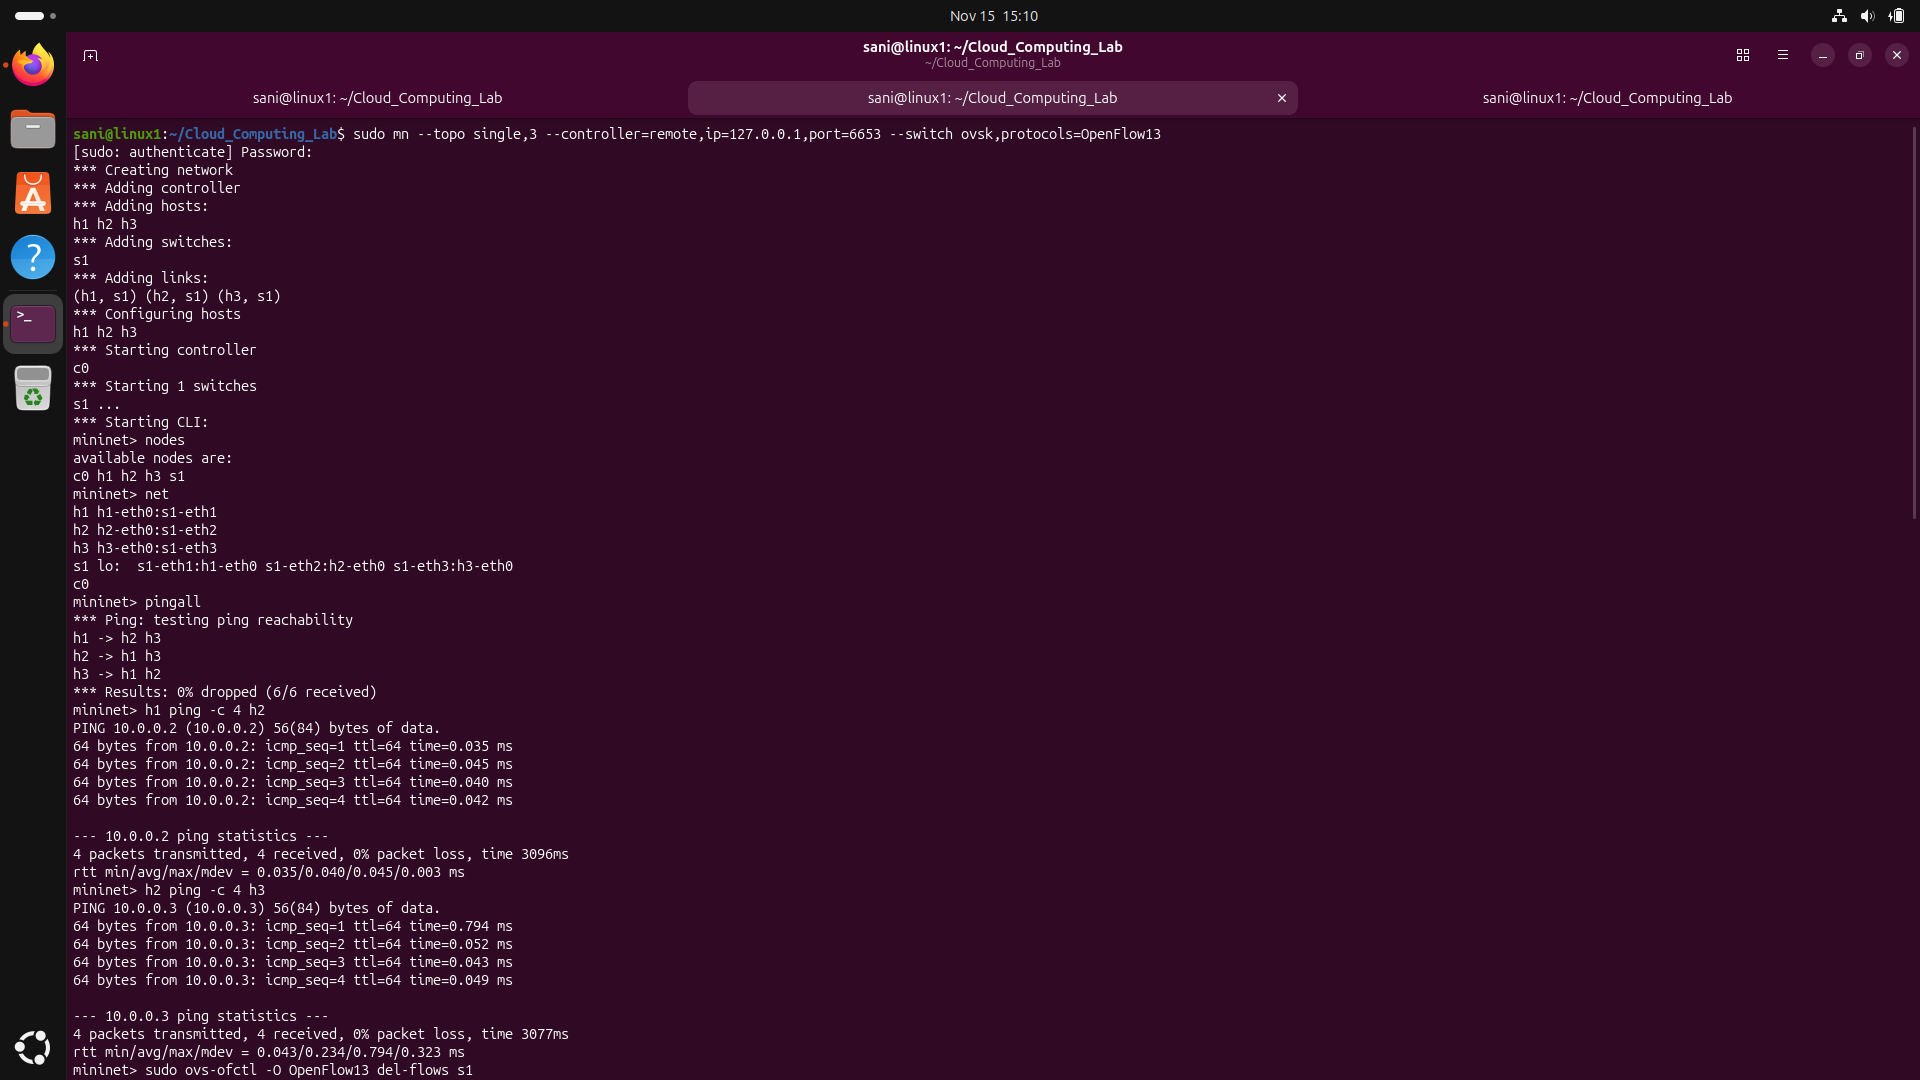 Nov 15 15:10
sani@linux1: ~/Cloud_Computing_Lab
~/Cloud_Computing_Lab
sani@linux1: ~/Cloud_Computing_Lab
sani@linux1: ~/Cloud_Computing_Lab
sani@linux1: ~/Cloud_Computing_Lab
sani@linux1:~/Cloud_Computing_Lab$ sudo mn --topo single,3 --controller=remote,ip=127.0.0.1,port=6653 --switch ovsk,protocols=OpenFlow13
[sudo: authenticate] Password:
*** Creating network
*** Adding controller
*** Adding hosts:
h1 h2 h3
*** Adding switches:
s1
*** Adding links:
(h1, s1) (h2, s1) (h3, s1)
*** Configuring hosts
h1 h2 h3
*** Starting controller
c0
*** Starting 1 switches
s1 ...
*** Starting CLI:
mininet> nodes
available nodes are:
c0 h1 h2 h3 s1
mininet> net
h1 h1-eth0:s1-eth1
h2 h2-eth0:s1-eth2
h3 h3-eth0:s1-eth3
s1 lo:  s1-eth1:h1-eth0 s1-eth2:h2-eth0 s1-eth3:h3-eth0
c0
mininet> pingall
*** Ping: testing ping reachability
h1 -> h2 h3
h2 -> h1 h3
h3 -> h1 h2
*** Results: 0% dropped (6/6 received)
mininet> h1 ping -c 4 h2
PING 10.0.0.2 (10.0.0.2) 56(84) bytes of data.
64 bytes from 10.0.0.2: icmp_seq=1 ttl=64 time=0.035 ms
64 bytes from 10.0.0.2: icmp_seq=2 ttl=64 time=0.045 ms
64 bytes from 10.0.0.2: icmp_seq=3 ttl=64 time=0.040 ms
64 bytes from 10.0.0.2: icmp_seq=4 ttl=64 time=0.042 ms
--- 10.0.0.2 ping statistics ---
4 packets transmitted, 4 received, 0% packet loss, time 3096ms
rtt min/avg/max/mdev = 0.035/0.040/0.045/0.003 ms
mininet> h2 ping -c 4 h3
PING 10.0.0.3 (10.0.0.3) 56(84) bytes of data.
64 bytes from 10.0.0.3: icmp_seq=1 ttl=64 time=0.794 ms
64 bytes from 10.0.0.3: icmp_seq=2 ttl=64 time=0.052 ms
64 bytes from 10.0.0.3: icmp_seq=3 ttl=64 time=0.043 ms
64 bytes from 10.0.0.3: icmp_seq=4 ttl=64 time=0.049 ms
--- 10.0.0.3 ping statistics ---
4 packets transmitted, 4 received, 0% packet loss, time 3077ms
rtt min/avg/max/mdev = 0.043/0.234/0.794/0.323 ms
mininet> sudo ovs-ofctl -O OpenFlow13 del-flows s1